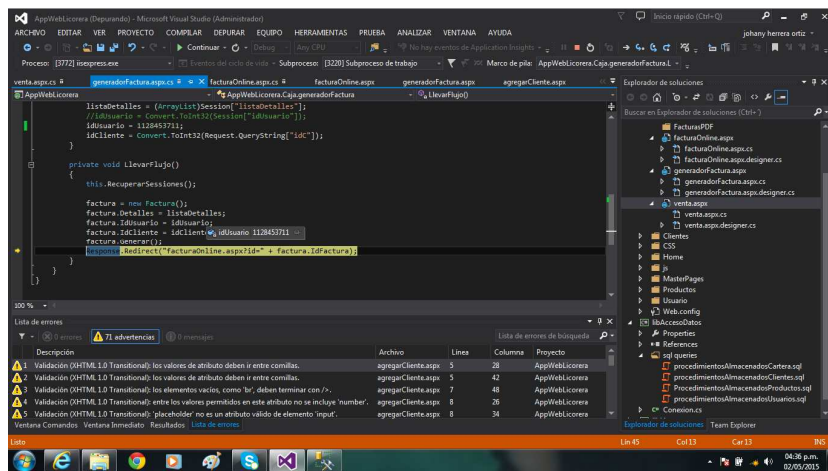 AppWebLicorera (Depurando) - Microsoft Visual Studio (Administrador)
Inicio rápido (Ctrl+Q)
ARCHIVO EDITAR VER PROYECTO COMPILAR DEPURAR EQUIPO HERRAMIENTAS PRUEBA ANALIZAR VENTANA AYUDA
johany herrera ortiz
Continuar Debug Any CPU No hay eventos de Application Insights
Proceso: [3772] iisexpress.exe Eventos del ciclo de vida Subproceso: [3220] Subproceso de trabajo Marco de pila: AppWebLicorera.Caja.generadorFactura.L
venta.aspx.cs generadorFactura.aspx.cs facturaOnline.aspx.cs facturaOnline.aspx generadorFactura.aspx agregarCliente.aspx
AppWebLicorera AppWebLicorera.Caja.generadorFactura LlevarFlujo()
listaDetalles = (ArrayList)Session["listaDetalles"];
//idUsuario = Convert.ToInt32(Session["idUsuario"]);
idUsuario = 1128453711;
idCliente = Convert.ToInt32(Request.QueryString["idC"]);
}
private void LlevarFlujo()
{
this.RecuperarSessiones();
factura = new Factura();
factura.Detalles = listaDetalles;
factura.IdUsuario = idUsuario;
factura.IdCliente = idCliente
idUsuario 1128453711
factura.Generar();
Response.Redirect("facturaOnline.aspx?id=" + factura.IdFactura);
}
}
}
100 %
Lista de errores
0 errores 71 advertencias 0 mensajes Lista de errores de búsqueda
Descripción Archivo Línea Columna Proyecto
1 Validación (XHTML 1.0 Transitional): los valores de atributo deben ir entre comillas. agregarCliente.aspx 5 28 AppWebLicorera
2 Validación (XHTML 1.0 Transitional): los valores de atributo deben ir entre comillas. agregarCliente.aspx 5 42 AppWebLicorera
3 Validación (XHTML 1.0 Transitional): los elementos vacíos, como 'br', deben terminar con />. agregarCliente.aspx 7 48 AppWebLicorera
4 Validación (XHTML 1.0 Transitional): entre los valores permitidos en este atributo no se incluye 'number'. agregarCliente.aspx 8 26 AppWebLicorera
5 Validación (XHTML 1.0 Transitional): 'placeholder' no es un atributo válido de elemento 'input'. agregarCliente.aspx 8 34 AppWebLicorera
Ventana Comandos Ventana Inmediato Resultados Lista de errores
Explorador de soluciones
Buscar en Explorador de soluciones (Ctrl+')
FacturasPDF
facturaOnline.aspx
facturaOnline.aspx.cs
facturaOnline.aspx.designer.cs
generadorFactura.aspx
generadorFactura.aspx.cs
generadorFactura.aspx.designer.cs
venta.aspx
venta.aspx.cs
venta.aspx.designer.cs
Clientes
CSS
Home
js
MasterPages
Productos
Usuario
Web.config
libAccesoDatos
Properties
References
sql queries
procedimientosAlmacenadosCartera.sql
procedimientosAlmacenadosClientes.sql
procedimientosAlmacenadosProductos.sql
procedimientosAlmacenadosUsuarios.sql
Conexion.cs
Explorador de soluciones Team Explorer
Listo Lín 45 Col 13 Car 13 INS
04:36 p.m.
02/05/2015